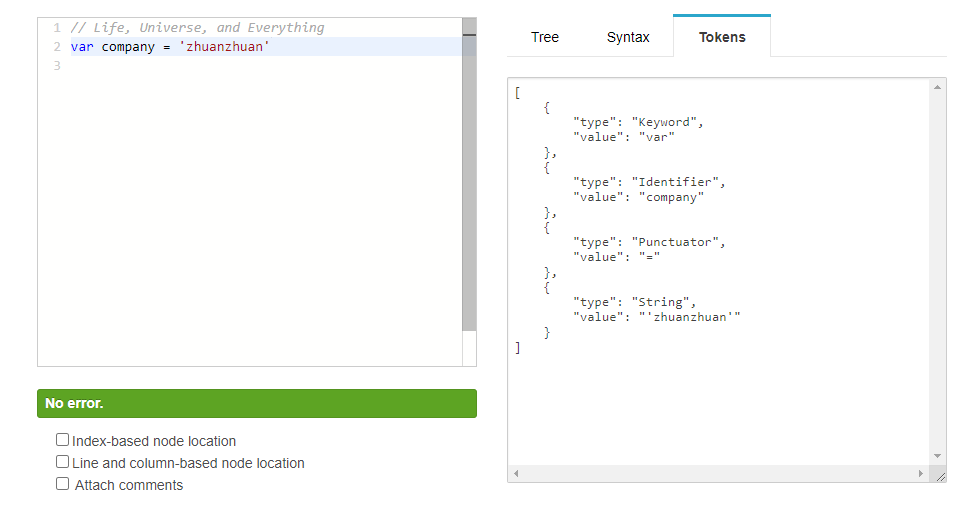 1 // Life, Universe, and Everything
2 var company = 'zhuanzhuan'
3
No error.
Index-based node location
Line and column-based node location
Attach comments
Tree Syntax Tokens
[
    {
        "type": "Keyword",
        "value": "var"
    },
    {
        "type": "Identifier",
        "value": "company"
    },
    {
        "type": "Punctuator",
        "value": "="
    },
    {
        "type": "String",
        "value": "'zhuanzhuan'"
    }
]